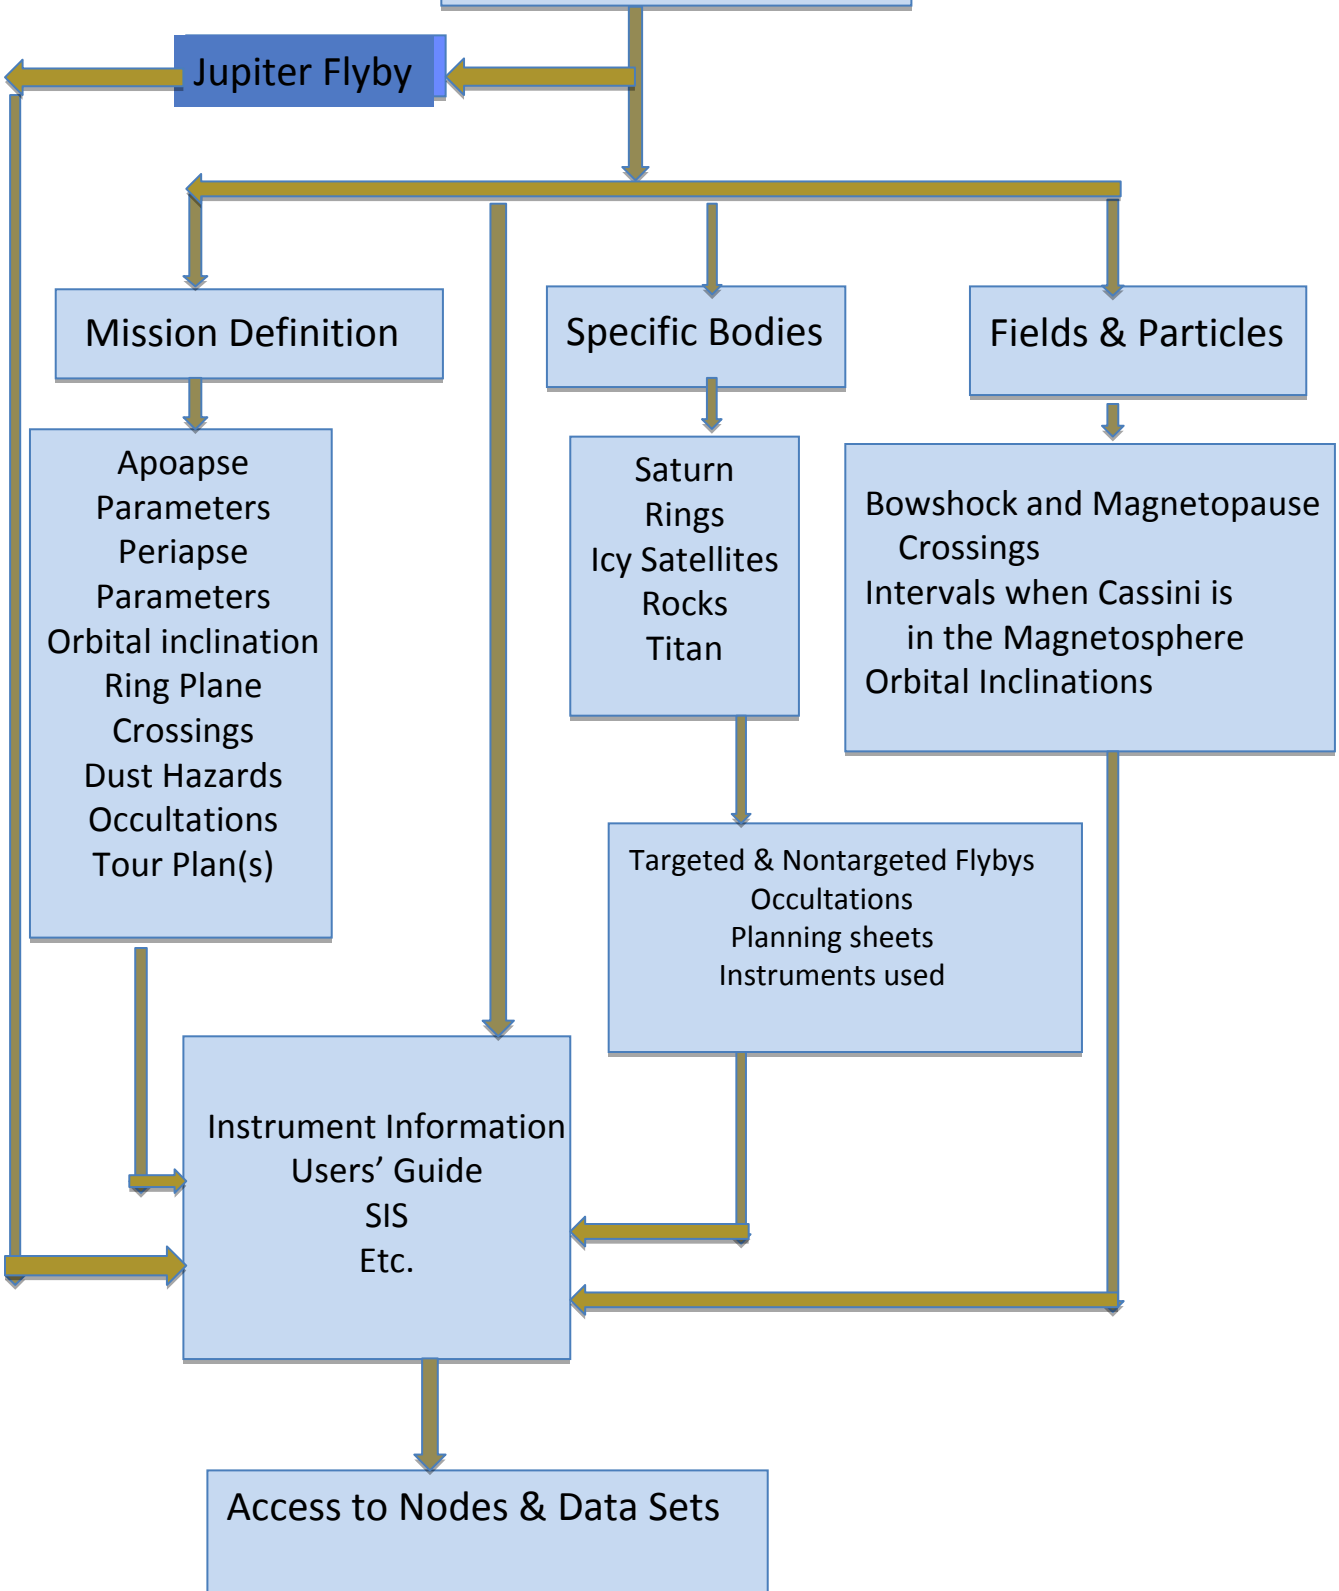 Jupiter Flyby
Mission Definition
Specific Bodies
Fields & Particles
Apoapse
Parameters
Periapse
Parameters
Orbital inclination
Ring Plane
Crossings
Dust Hazards
Occultations
Tour Plan(s)
Saturn
Rings
Icy Satellites
Rocks
Titan
Bowshock and Magnetopause
Crossings
Intervals when Cassini is
in the Magnetosphere
Orbital Inclinations
Targeted & Nontargeted Flybys
Occultations
Planning sheets
Instruments used
Instrument Information
Users’ Guide
SIS
Etc.
Access to Nodes & Data Sets